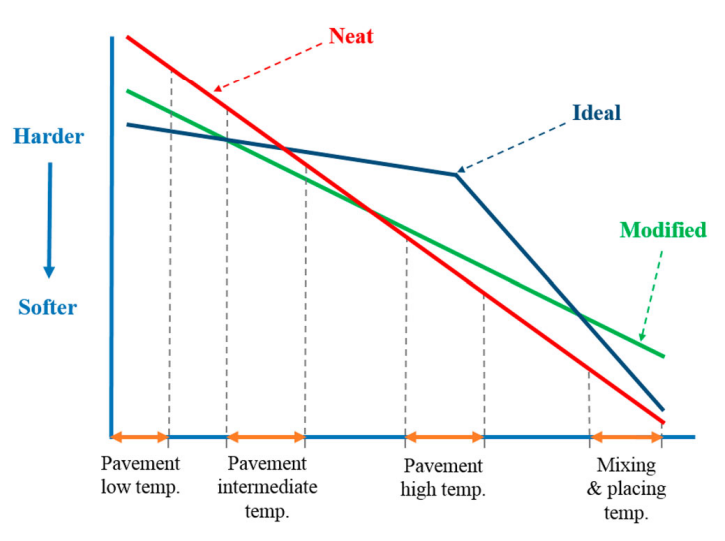 Neat
Ideal
Harder
Modified
Softer
Pavement
low temp.
Pavement
intermediate
temp.
Pavement
high temp.
Mixing
& placing
temp.